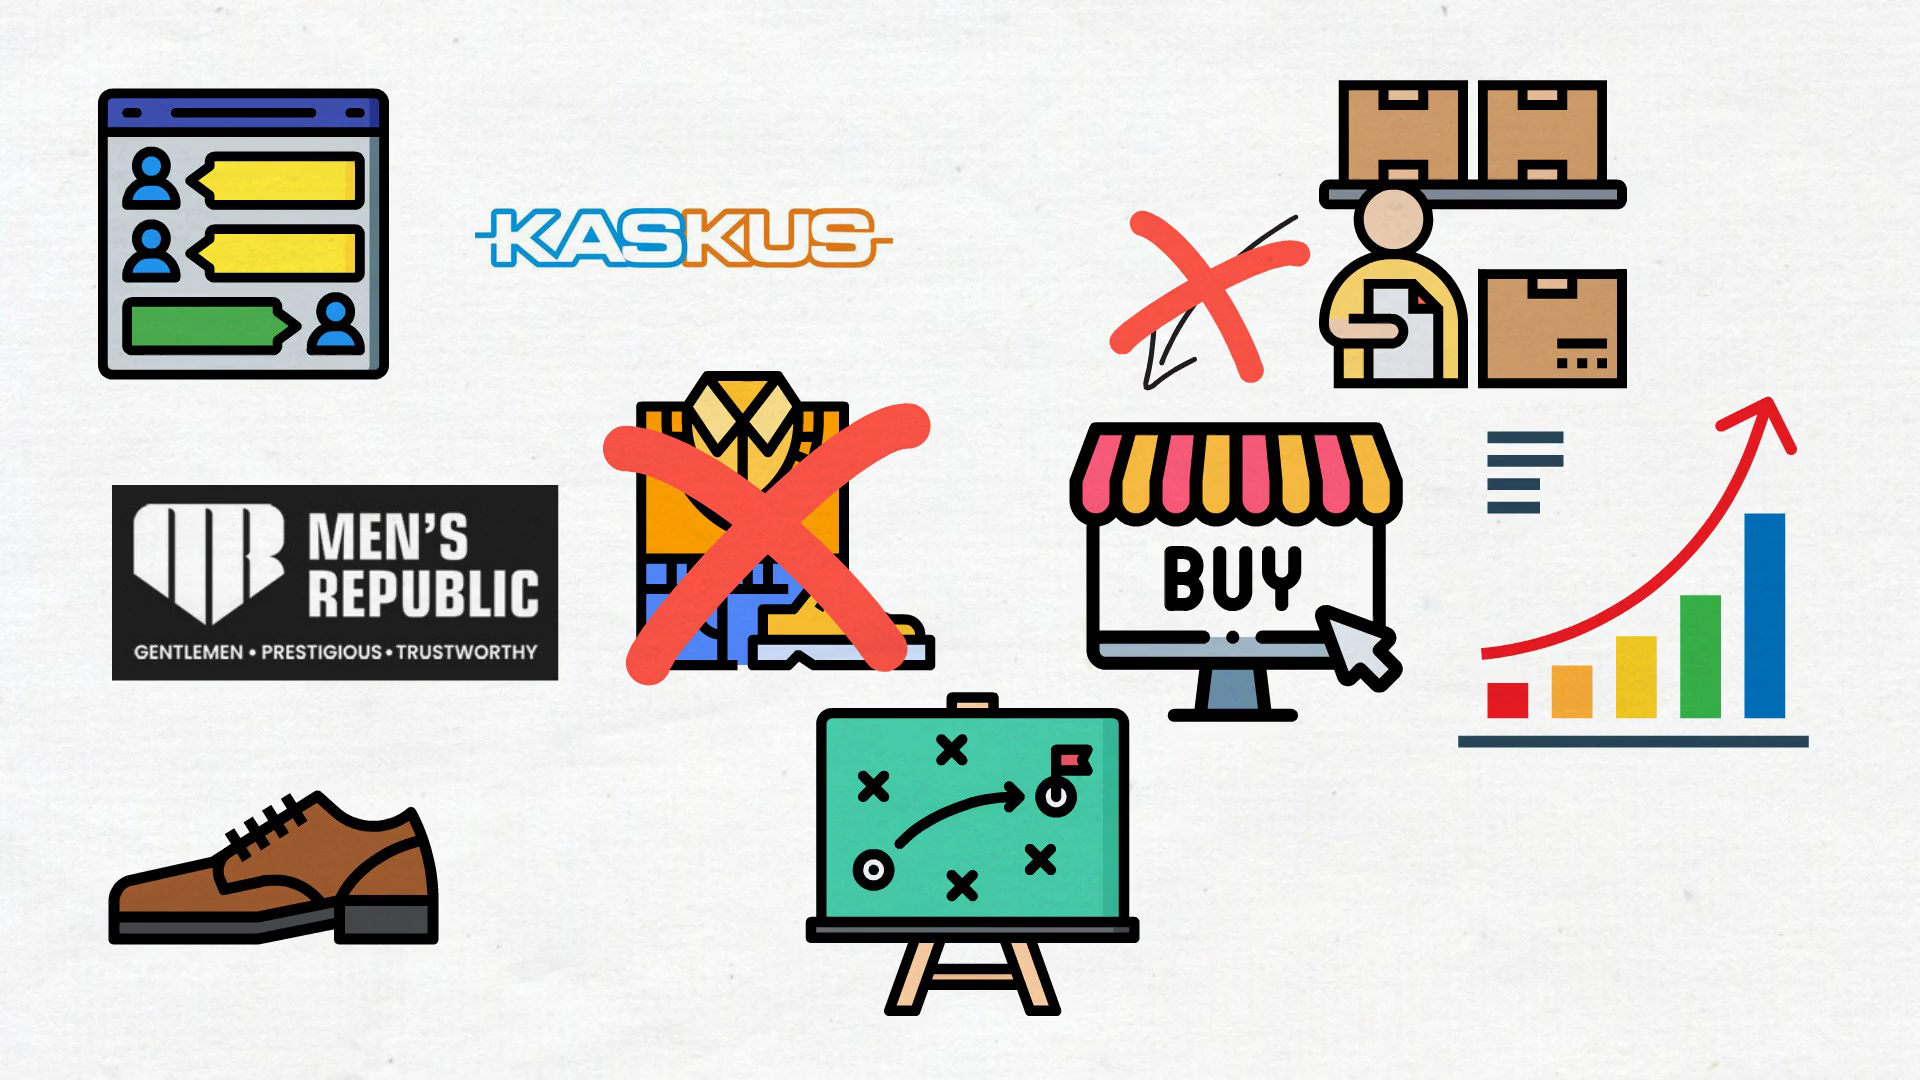 KASKUS
MEN'S
REPUBLIC
GENTLEMEN • PRESTIGIOUS • TRUSTWORTHY
BUY